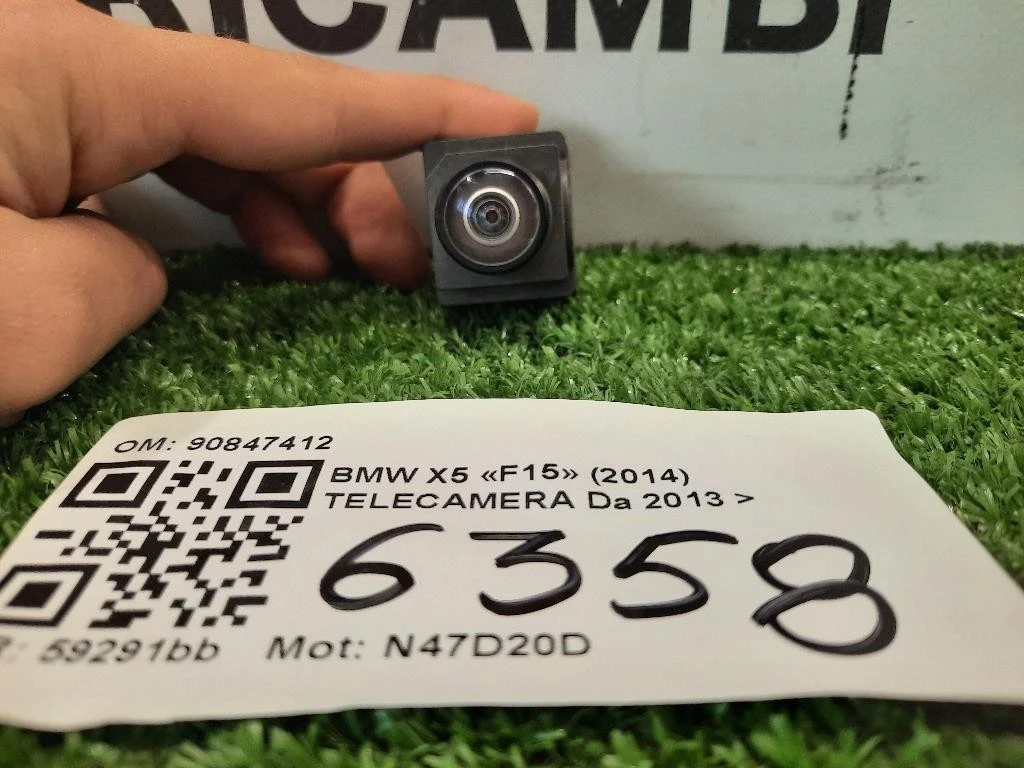 RICAMBI
OM: 90847412
BMW X5 «F15» (2014)
TELECAMERA Da 2013 >
6358
59291bb Mot: N47D20D